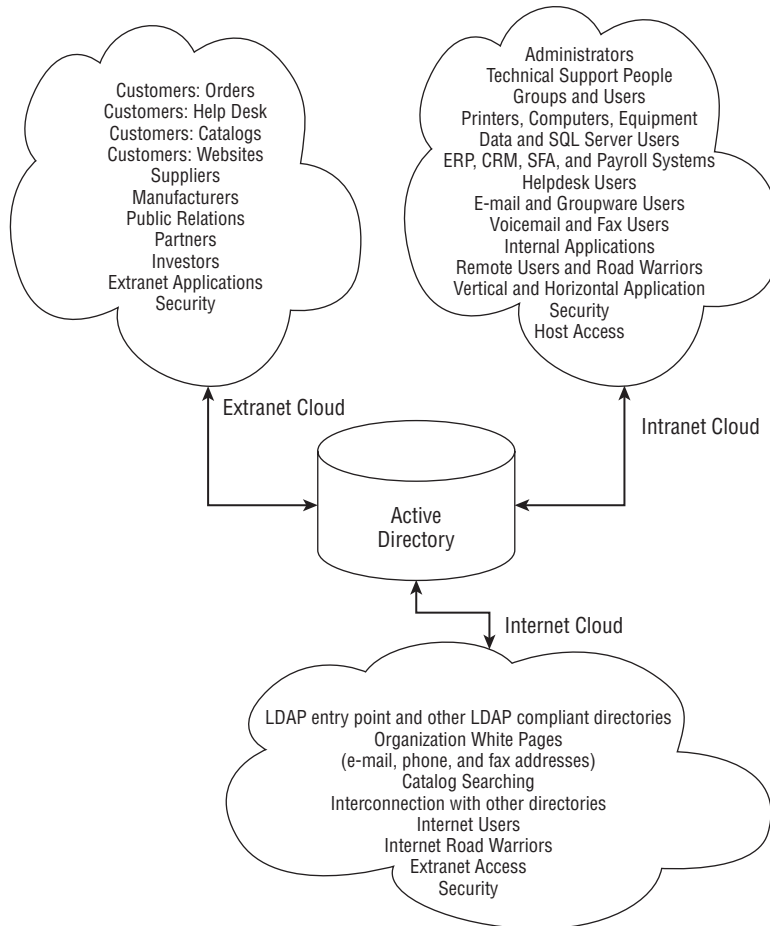 Customers: Orders
Customers: Help Desk
Customers: Catalogs
Customers: Websites
Suppliers
Manufacturers
Public Relations
Partners
Investors
Extranet Applications
Security
Administrators
Technical Support People
Groups and Users
Printers, Computers, Equipment
Data and SQL Server Users
ERP, CRM, SFA, and Payroll Systems
Helpdesk Users
E-mail and Groupware Users
Voicemail and Fax Users
Internal Applications
Remote Users and Road Warriors
Vertical and Horizontal Application
Security
Host Access
Extranet Cloud
Intranet Cloud
Active
Directory
Internet Cloud
LDAP entry point and other LDAP compliant directories
Organization White Pages
(e-mail, phone, and fax addresses)
Catalog Searching
Interconnection with other directories
Internet Users
Internet Road Warriors
Extranet Access
Security